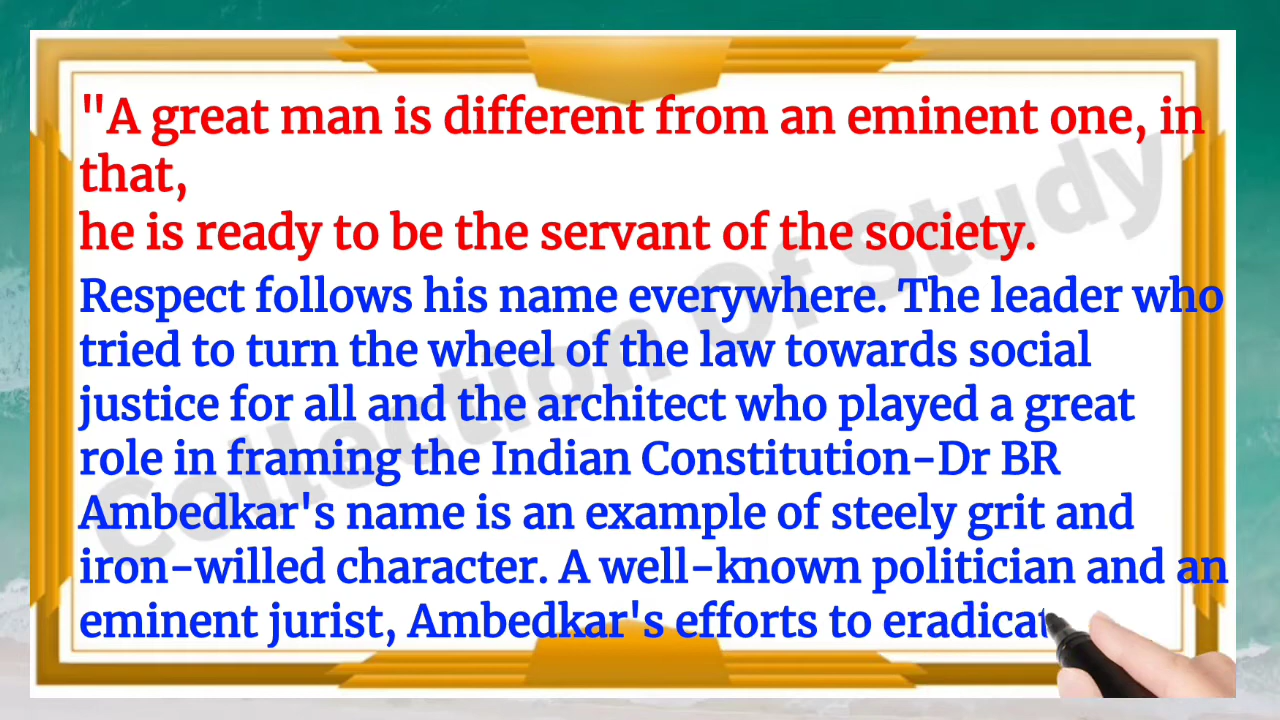 "A great man is different from an eminent one, in
that,
he is ready to be the servant of the society.
Respect follows his name everywhere. The leader who
tried to turn the wheel of the law towards social
justice for all and the architect who played a great
role in framing the Indian Constitution-Dr BR
Ambedkar's name is an example of steely grit and
iron-willed character. A well-known politician and an
eminent jurist, Ambedkar's efforts to eradicat
Collection Of Study